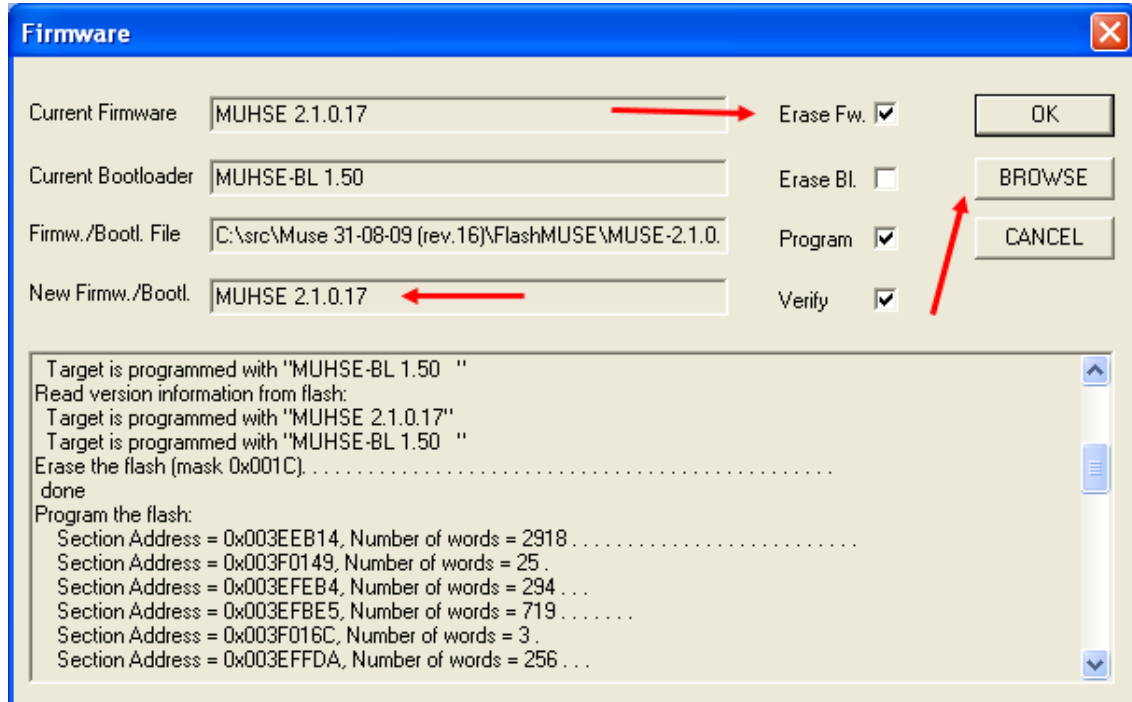 Firmware
Current Firmware MUHSE 2.1.0.17 Erase Fw. OK
Current Bootloader MUHSE-BL 1.50 Erase Bl. BROWSE
Firmw./Bootl. File C:\src\Muse 31-08-09 (rev.16)\FlashMUSE\MUSE-2.1.0. Program CANCEL
New Firmw./Bootl. MUHSE 2.1.0.17 Verify
Target is programmed with "MUHSE-BL 1.50   "
Read version information from flash:
Target is programmed with "MUHSE 2.1.0.17"
Target is programmed with "MUHSE-BL 1.50   "
Erase the flash (mask 0x001C). . . . . . . . . . . . . . . . . . . . . . . . . . . . . . . . . . . . . . . . . . . . . . . .
done
Program the flash:
Section Address = 0x003EEB14, Number of words = 2918 . . . . . . . . . . . . . . . . . . . . . . . . . .
Section Address = 0x003F0149, Number of words = 25 .
Section Address = 0x003EFEB4, Number of words = 294 . . .
Section Address = 0x003EFBE5, Number of words = 719 . . . . . . .
Section Address = 0x003F016C, Number of words = 3 .
Section Address = 0x003EFFDA, Number of words = 256 . . .